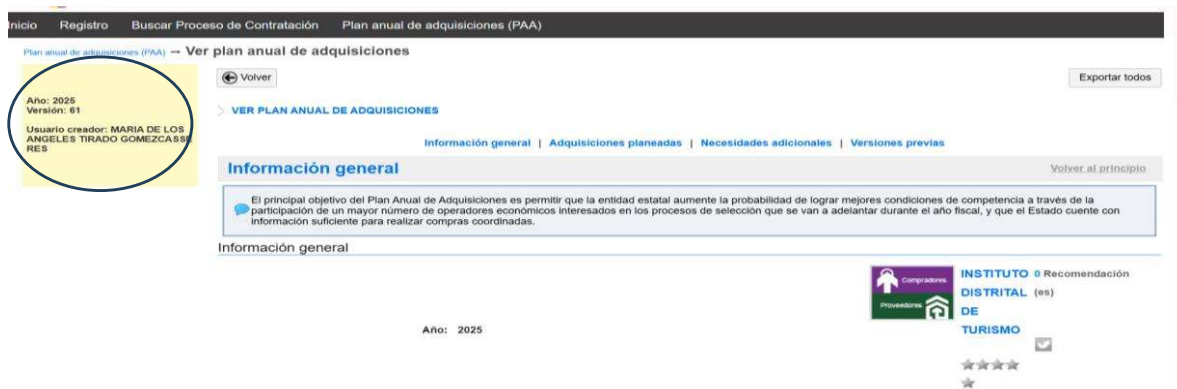 Inicio Registro Buscar Proceso de Contratación Plan anual de adquisiciones (PAA)
Plan anual de adquisiciones (PAA) → Ver plan anual de adquisiciones
Volver
Exportar todos
Año: 2025
Versión: 61
Usuario creador: MARIA DE LOS
ANGELES TIRADO GOMEZCASSE
RES
VER PLAN ANUAL DE ADQUISICIONES
Información general | Adquisiciones planeadas | Necesidades adicionales | Versiones previas
Información general
Volver al principio
El principal objetivo del Plan Anual de Adquisiciones es permitir que la entidad estatal aumente la probabilidad de lograr mejores condiciones de competencia a través de la
participación de un mayor número de operadores económicos interesados en los procesos de selección que se van a adelantar durante el año fiscal, y que el Estado cuente con
información suficiente para realizar compras coordinadas.
Información general
Compradores
Proveedores
INSTITUTO 0 Recomendación
DISTRITAL (es)
DE
TURISMO
Año: 2025